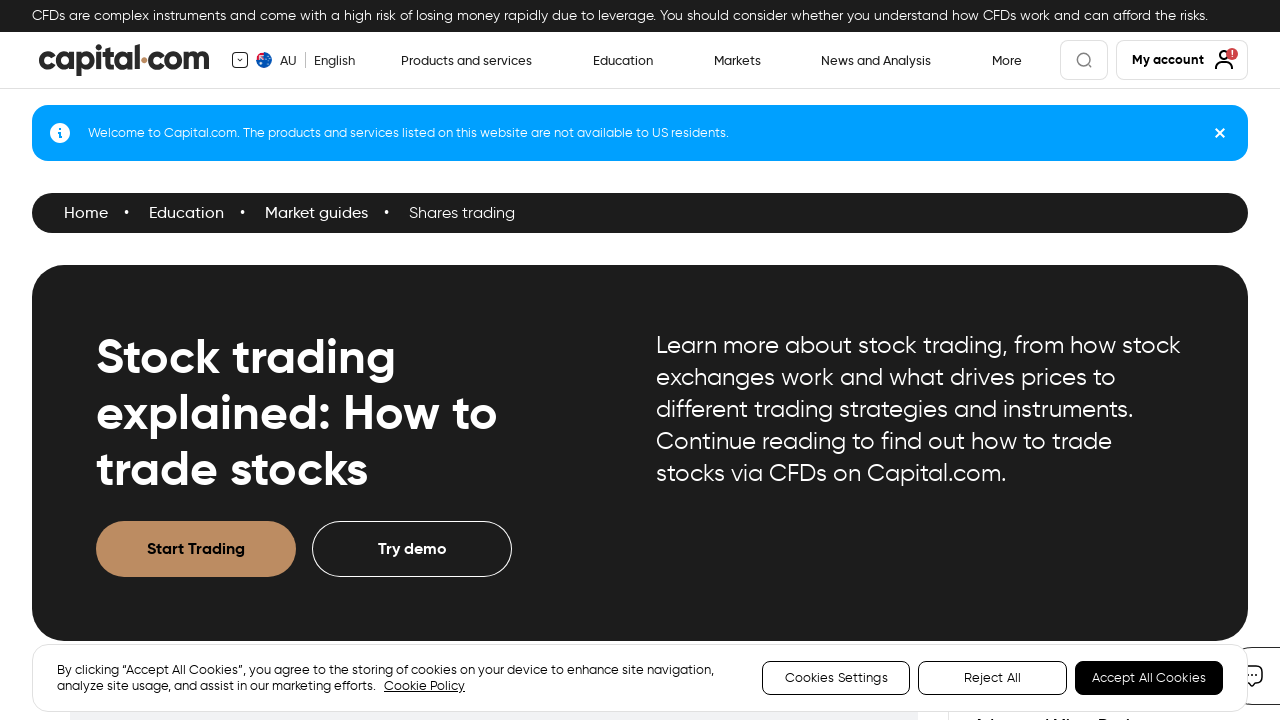 CFDs are complex instruments and come with a high risk of losing money rapidly due to leverage. You should consider whether you understand how CFDs work and can afford the risks.
capital.com
AU
English
Products and services
Education
Markets
News and Analysis
More
My account
!
Welcome to Capital.com. The products and services listed on this website are not available to US residents.
Home • Education • Market guides • Shares trading
Stock trading
explained: How to
trade stocks
Learn more about stock trading, from how stock
exchanges work and what drives prices to
different trading strategies and instruments.
Continue reading to find out how to trade
stocks via CFDs on Capital.com.
Start Trading
Try demo
By clicking “Accept All Cookies”, you agree to the storing of cookies on your device to enhance site navigation,
analyze site usage, and assist in our marketing efforts. Cookie Policy
Cookies Settings
Reject All
Accept All Cookies